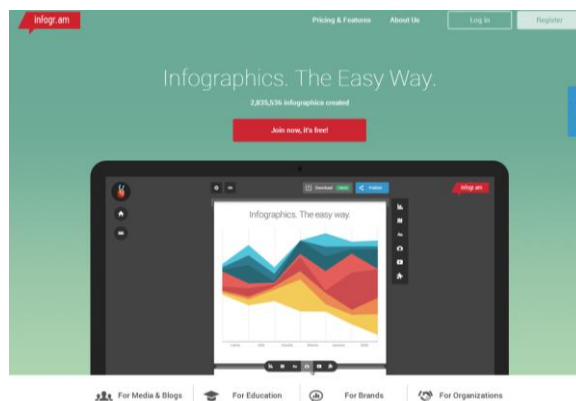 infogr.am
Pricing & Features
About Us
Log in
Register
Infographics. The Easy Way.
2,835,536 infographics created
Join now, it's free!
Download
Publish
infogr.am
Infographics. The easy way.
For Media & Blogs
For Education
For Brands
For Organizations